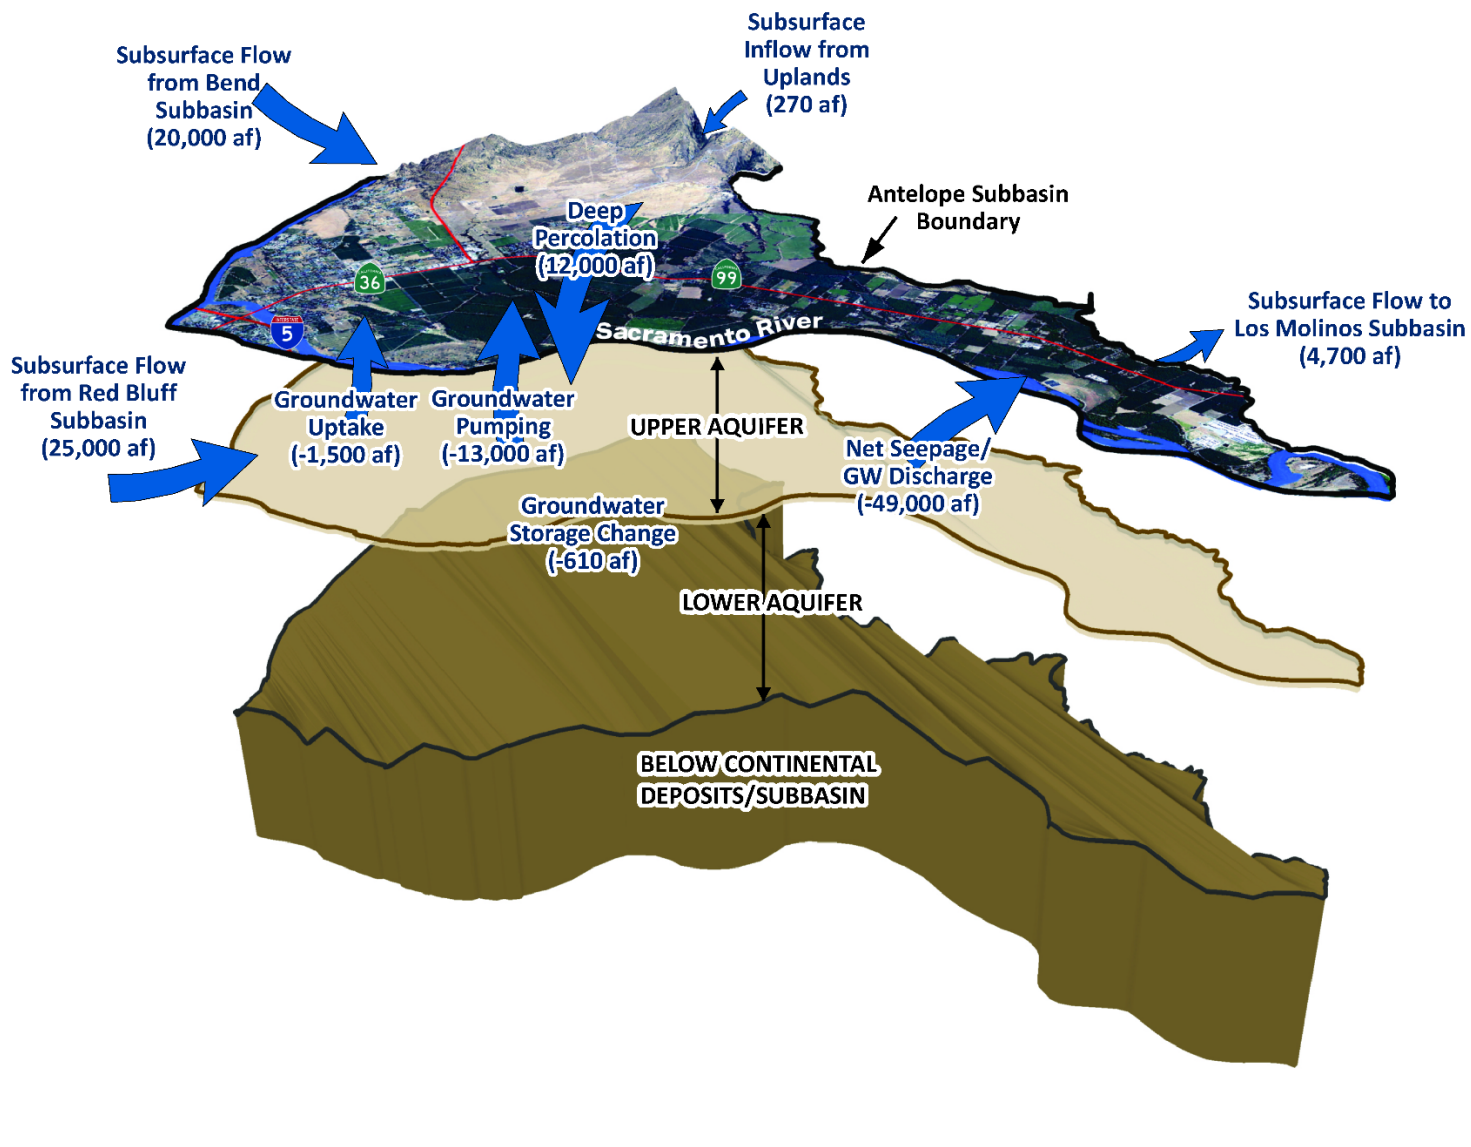 Subsurface Flow
from Bend
Subbasin
(20,000 af)
Subsurface
Inflow from
Uplands
(270 af)
Antelope Subbasin
Boundary
Deep
Percolation
(12,000 af)
36
99
5
Sacramento River
Subsurface Flow to
Los Molinos Subbasin
(4,700 af)
Subsurface Flow
from Red Bluff
Subbasin
(25,000 af)
Groundwater
Uptake
(-1,500 af)
Groundwater
Pumping
(-13,000 af)
UPPER AQUIFER
Net Seepage/
GW Discharge
(-49,000 af)
Groundwater
Storage Change
(-610 af)
LOWER AQUIFER
BELOW CONTINENTAL
DEPOSITS/SUBBASIN